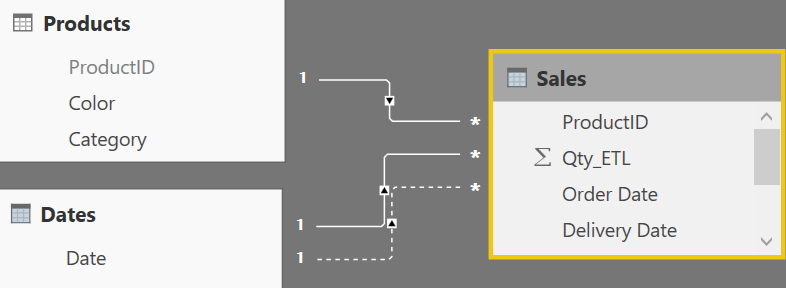 Products
ProductID
Color
Category
1
*
Sales
ProductID
Σ Qty_ETL
Order Date
Delivery Date
*
*
Dates
Date
1
1